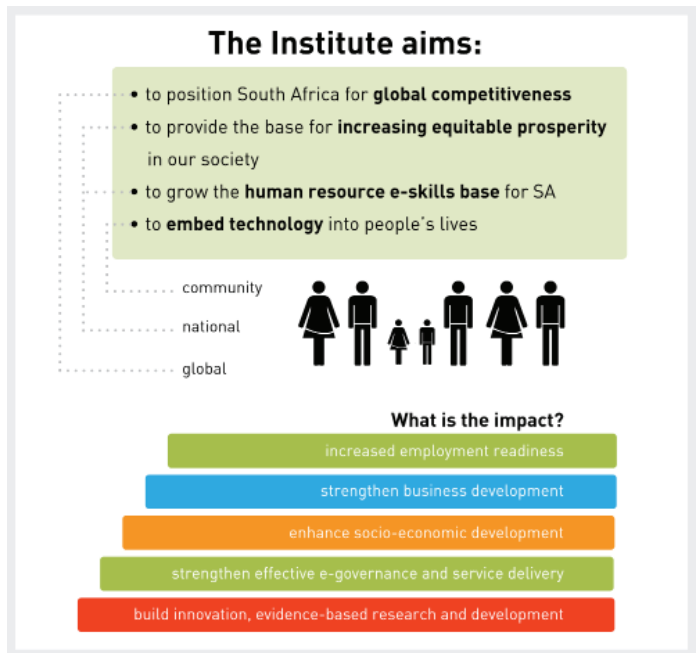 The Institute aims:
• to position South Africa for global competitiveness
• to provide the base for increasing equitable prosperity
in our society
• to grow the human resource e-skills base for SA
• to embed technology into people's lives
community
national
global
What is the impact?
increased employment readiness
strengthen business development
enhance socio-economic development
strengthen effective e-governance and service delivery
build innovation, evidence-based research and development